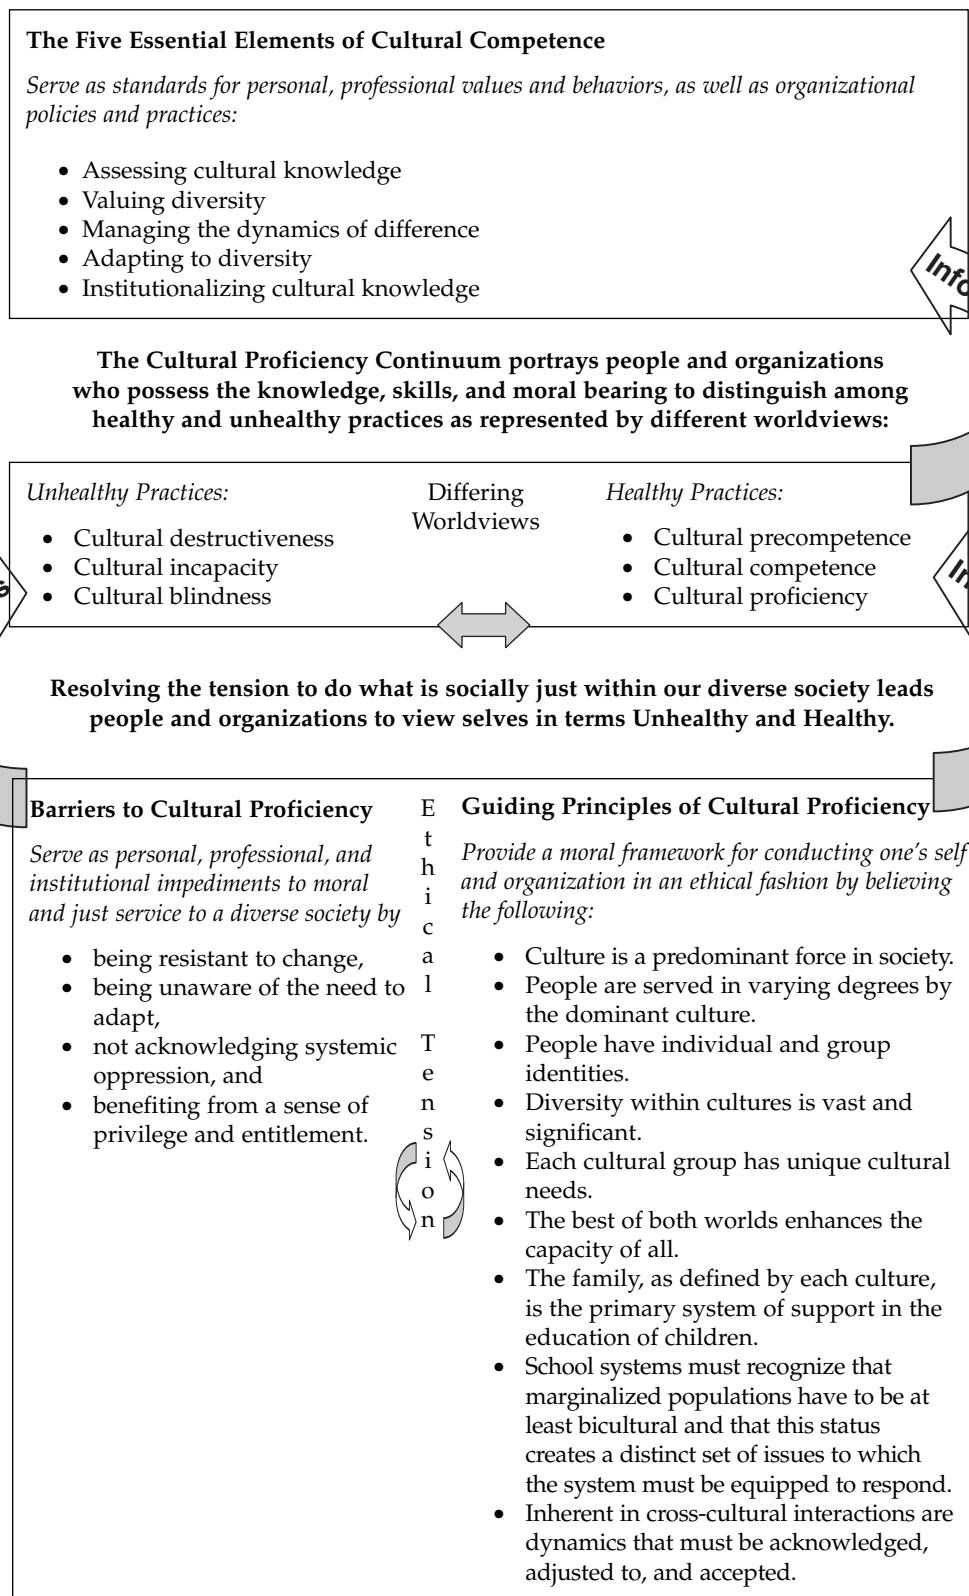 The Five Essential Elements of Cultural Competence
Serve as standards for personal, professional values and behaviors, as well as organizational
policies and practices:
• Assessing cultural knowledge
• Valuing diversity
• Managing the dynamics of difference
• Adapting to diversity
• Institutionalizing cultural knowledge
The Cultural Proficiency Continuum portrays people and organizations
who possess the knowledge, skills, and moral bearing to distinguish among
healthy and unhealthy practices as represented by different worldviews:
Unhealthy Practices:
• Cultural destructiveness
• Cultural incapacity
• Cultural blindness
Differing
Worldviews
Healthy Practices:
• Cultural precompetence
• Cultural competence
• Cultural proficiency
Resolving the tension to do what is socially just within our diverse society leads
people and organizations to view selves in terms Unhealthy and Healthy.
Barriers to Cultural Proficiency
Serve as personal, professional, and
institutional impediments to moral
and just service to a diverse society by
• being resistant to change,
• being unaware of the need to
adapt,
• not acknowledging systemic
oppression, and
• benefiting from a sense of
privilege and entitlement.
Ethical Tension
Guiding Principles of Cultural Proficiency
Provide a moral framework for conducting one's self
and organization in an ethical fashion by believing
the following:
• Culture is a predominant force in society.
• People are served in varying degrees by
the dominant culture.
• People have individual and group
identities.
• Diversity within cultures is vast and
significant.
• Each cultural group has unique cultural
needs.
• The best of both worlds enhances the
capacity of all.
• The family, as defined by each culture,
is the primary system of support in the
education of children.
• School systems must recognize that
marginalized populations have to be at
least bicultural and that this status
creates a distinct set of issues to which
the system must be equipped to respond.
• Inherent in cross-cultural interactions are
dynamics that must be acknowledged,
adjusted to, and accepted.